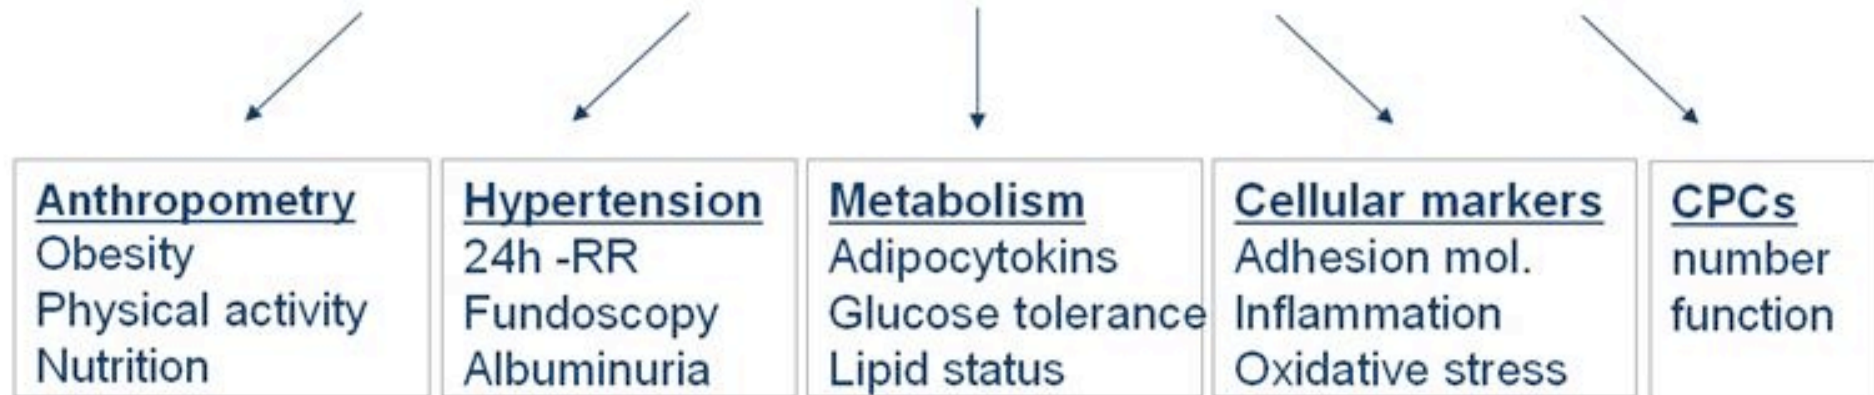 Anthropometry
Obesity
Physical activity
Nutrition
Hypertension
24h -RR
Fundoscopy
Albuminuria
Metabolism
Adipocytokins
Glucose tolerance
Lipid status
Cellular markers
Adhesion mol.
Inflammation
Oxidative stress
CPCs
number
function